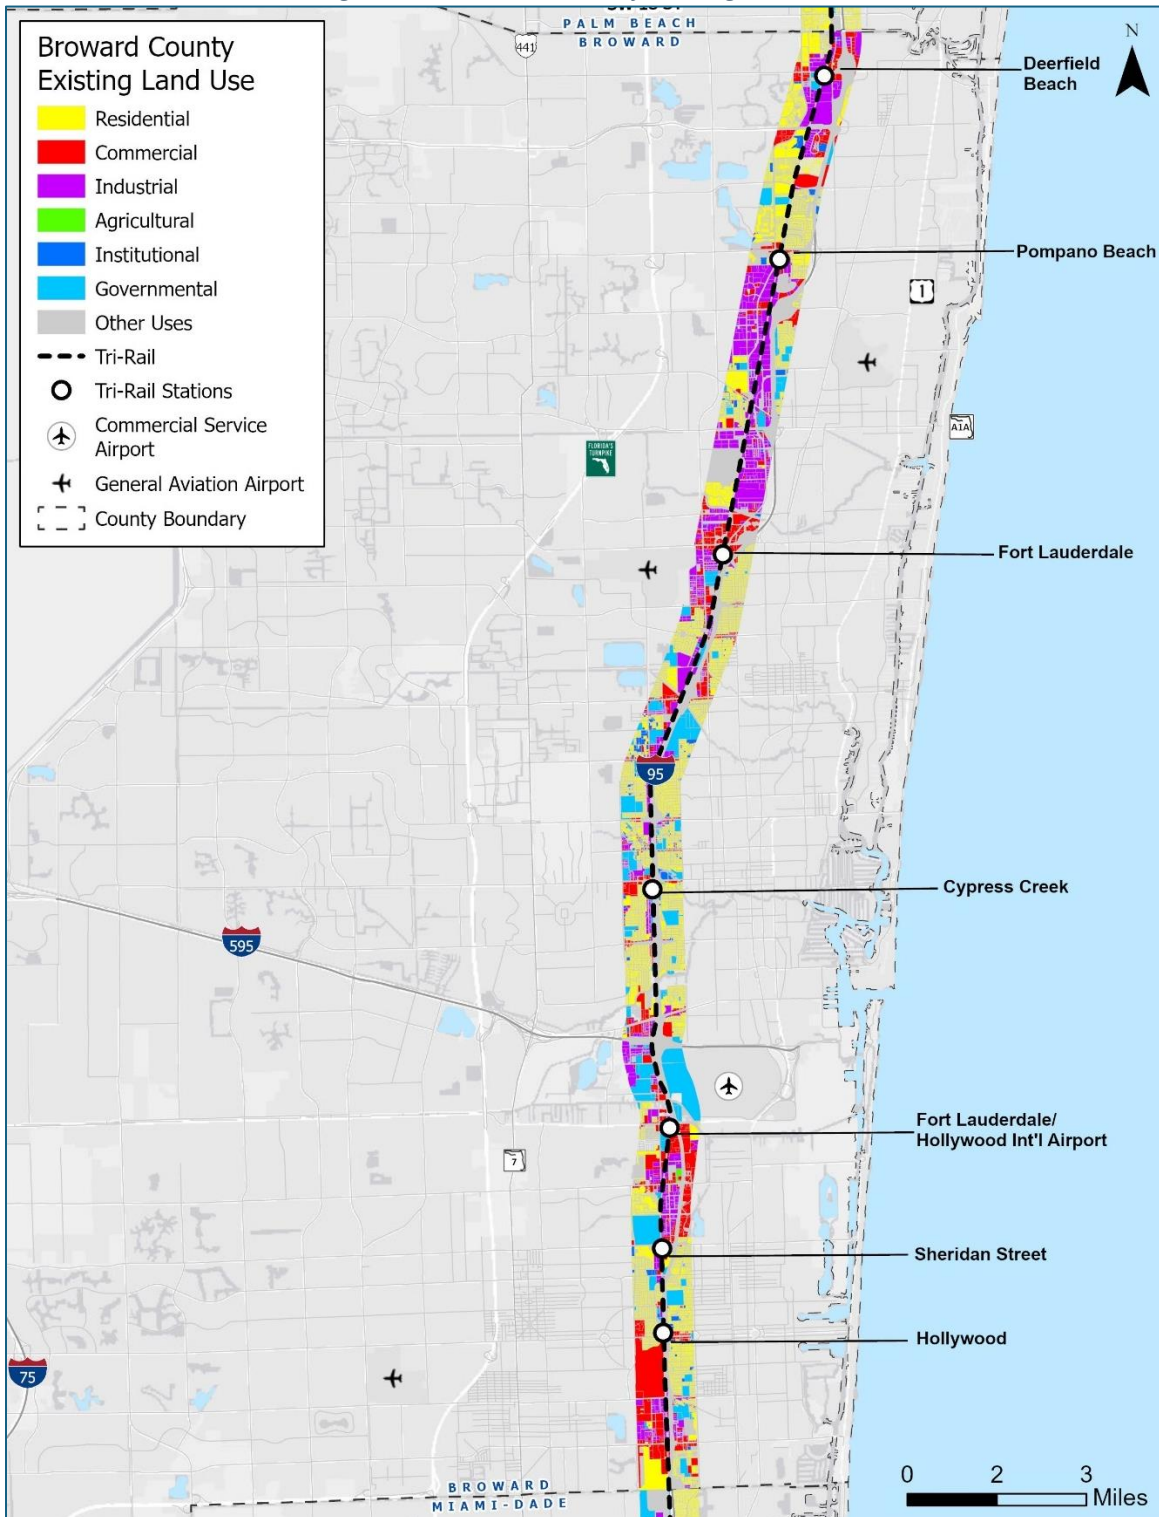 PALM BEACH
BROWARD
441
Broward County
Existing Land Use
Residential
Commercial
Industrial
Agricultural
Institutional
Governmental
Other Uses
Tri-Rail
Tri-Rail Stations
Commercial Service
Airport
General Aviation Airport
County Boundary
N
Deerfield
Beach
Pompano Beach
1
A1A
FLORIDA'S
TURNPIKE
Fort Lauderdale
95
Cypress Creek
595
Fort Lauderdale/
Hollywood Int'l Airport
7
Sheridan Street
Hollywood
75
BROWARD
MIAMI-DADE
0 2 3
Miles